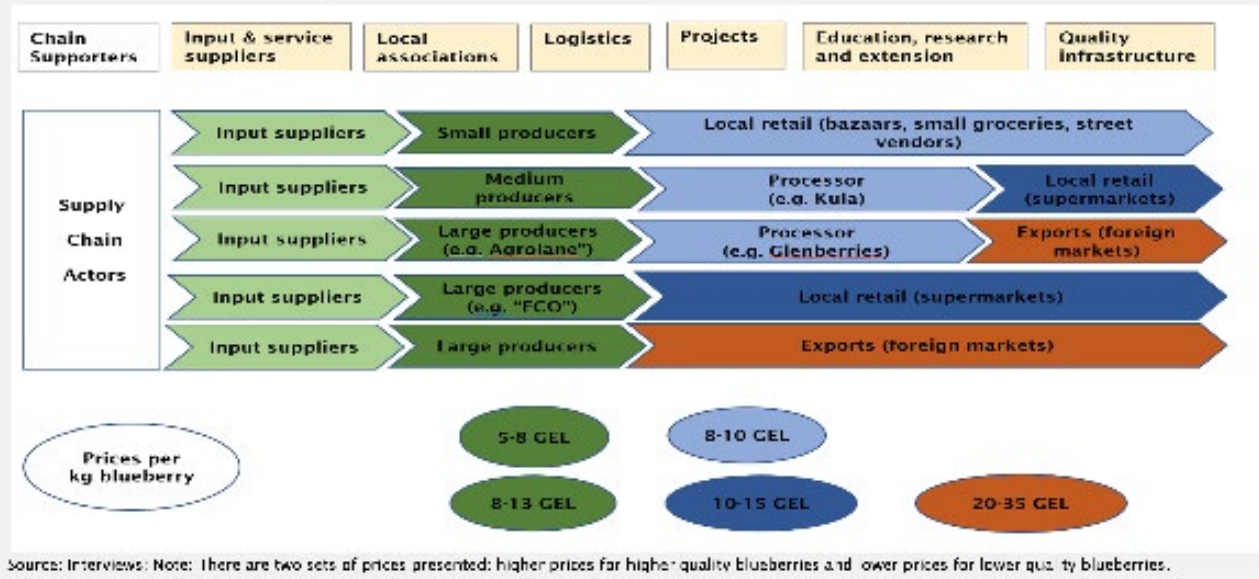 Chain
Supporters
Input & service
suppliers
Local
associations
Logistics
Projects
Education, research
and extension
Quality
infrastructure
Supply
Chain
Actors
Input suppliers
Small producers
Local retail (bazaars, small groceries, street
vendors)
Input suppliers
Medium
producers
Processor
(e.g. Kula)
Local retail
(supermarkets)
Input suppliers
Large producers
(e.g. Agrolane")
Processor
(e.g. Glenberries)
Exports (foreign
markets)
Input suppliers
Large producers
(e.g. "FCO")
Local retail (supermarkets)
Input suppliers
Large producers
Exports (foreign markets)
Prices per
kg blueberry
5-8 GEL
8-10 GEL
8-13 GEL
10-15 GEL
20-35 GEL
Source: Interviews; Note: There are two sets of prices presented: higher prices for higher quality blueberries and lower prices for lower quality blueberries.